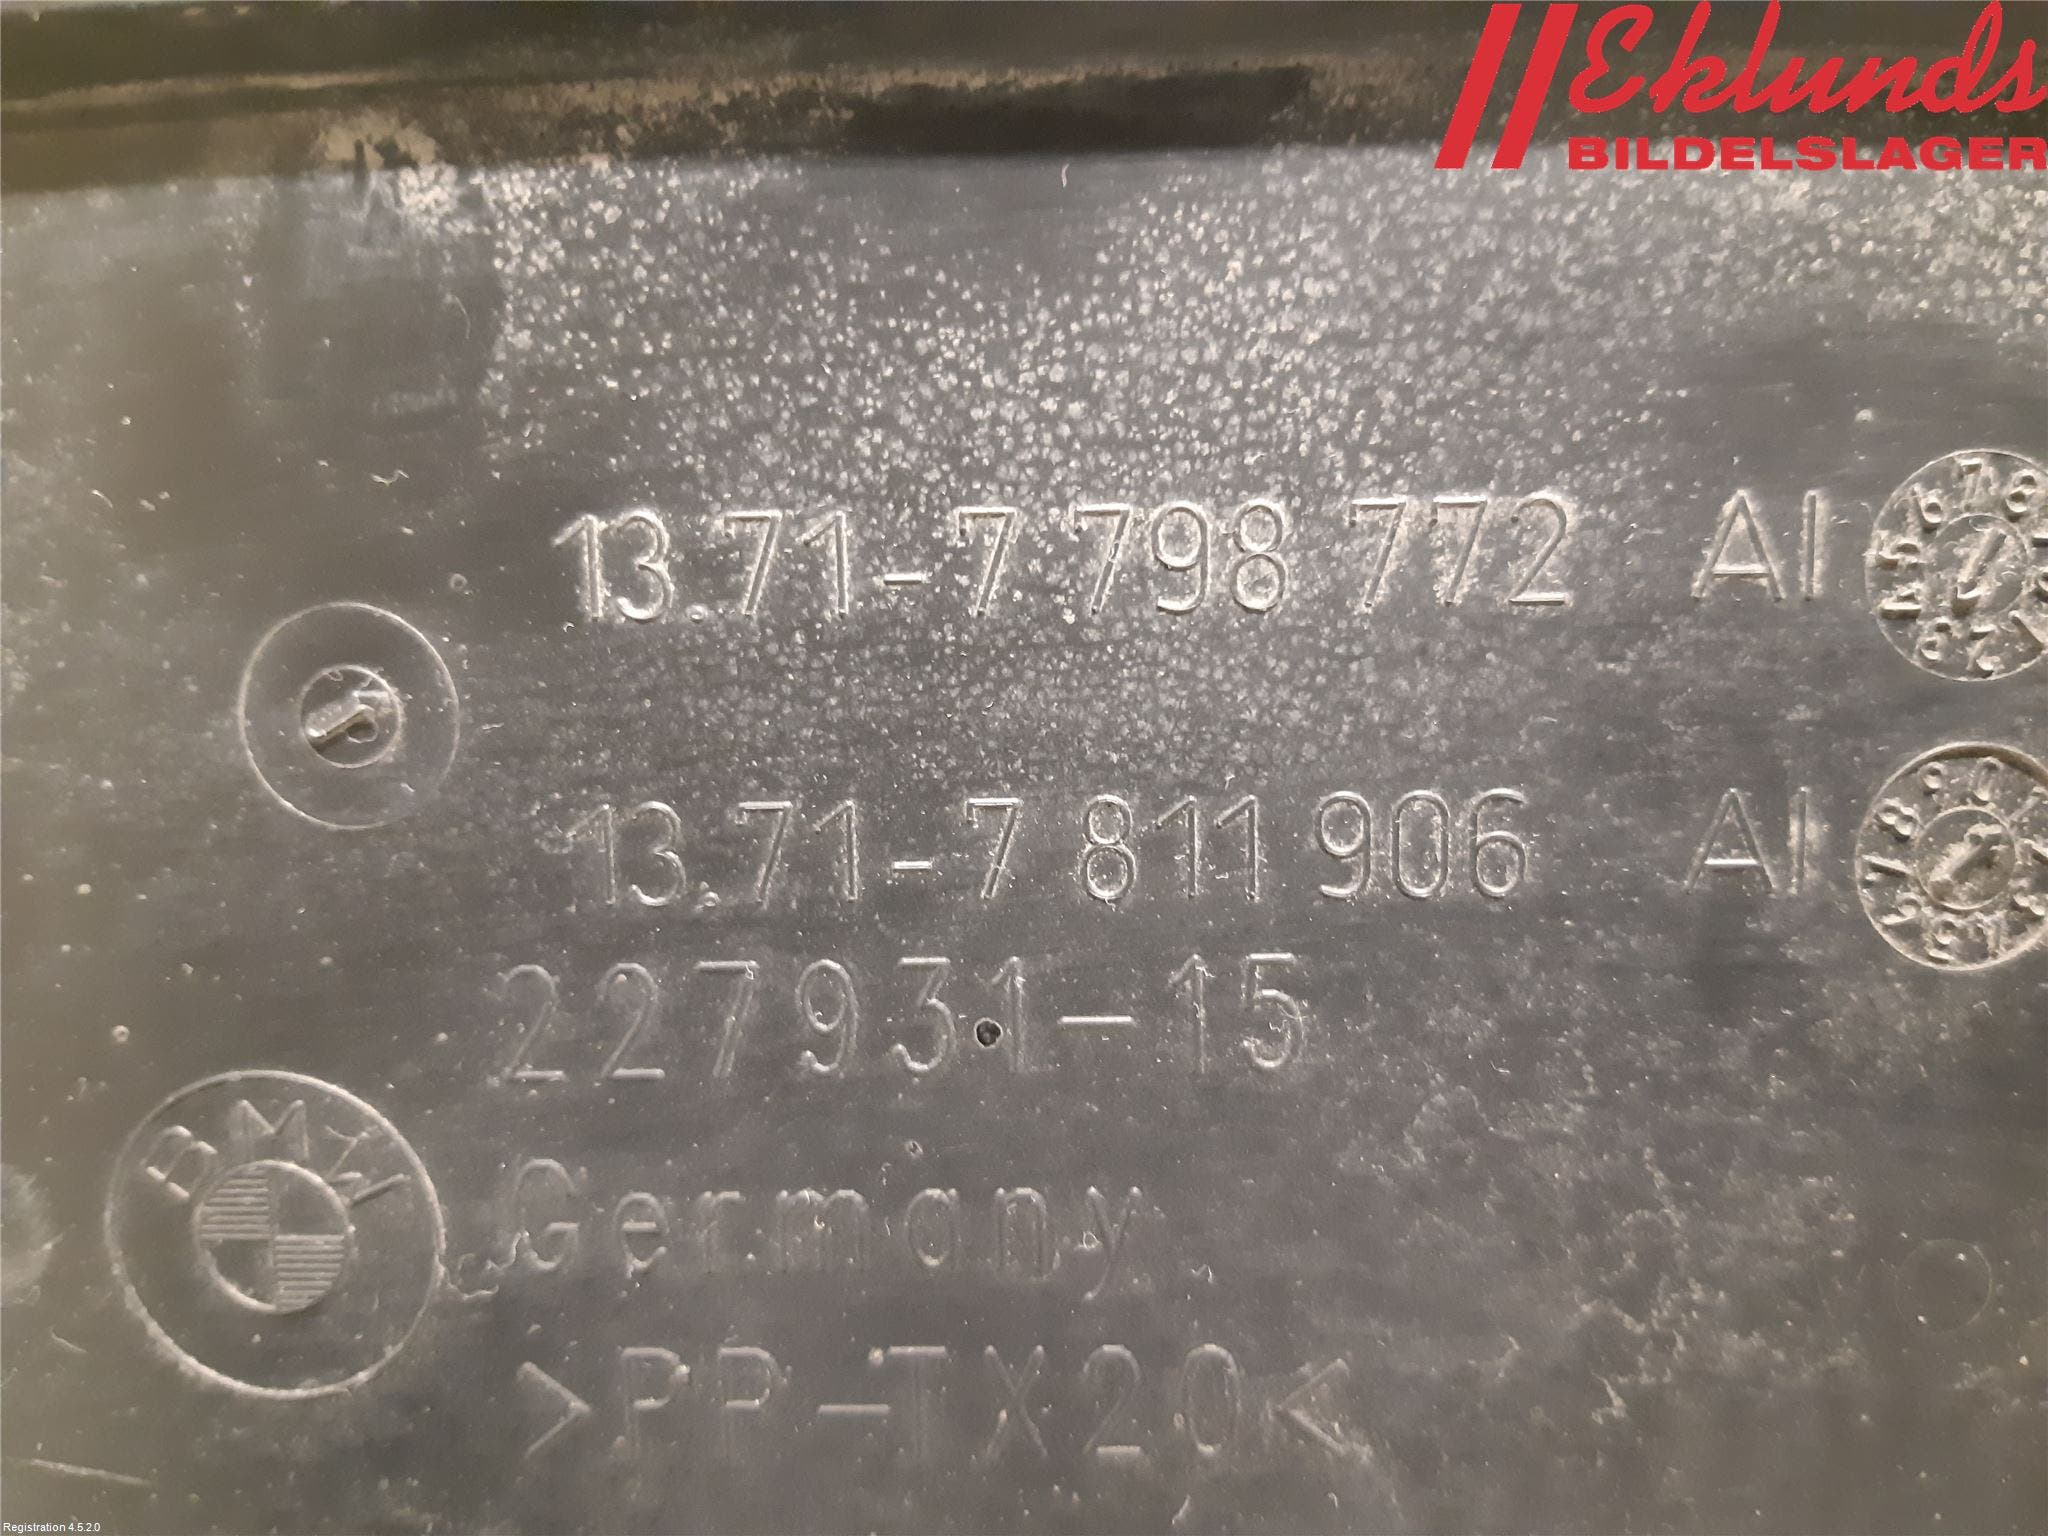 Eklunds
BILDELSLAGER
13.71-7 798 772 AI
13.71-7 811 906 AI
227931-15
BMW
Germany
>PP-TX20<
Registration 4.5.2.0